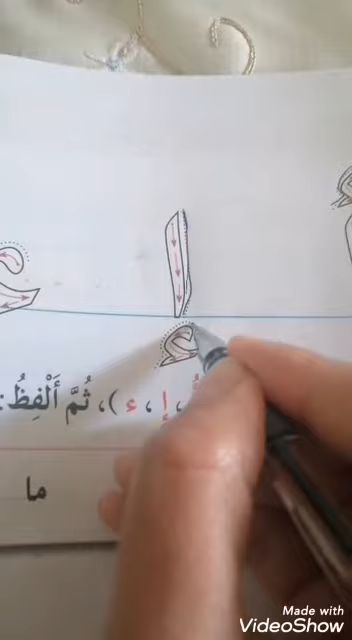 إ
، إ ، ء )، ثُمَّ أَلْفِظُ:
ما
Made with
VideoShow